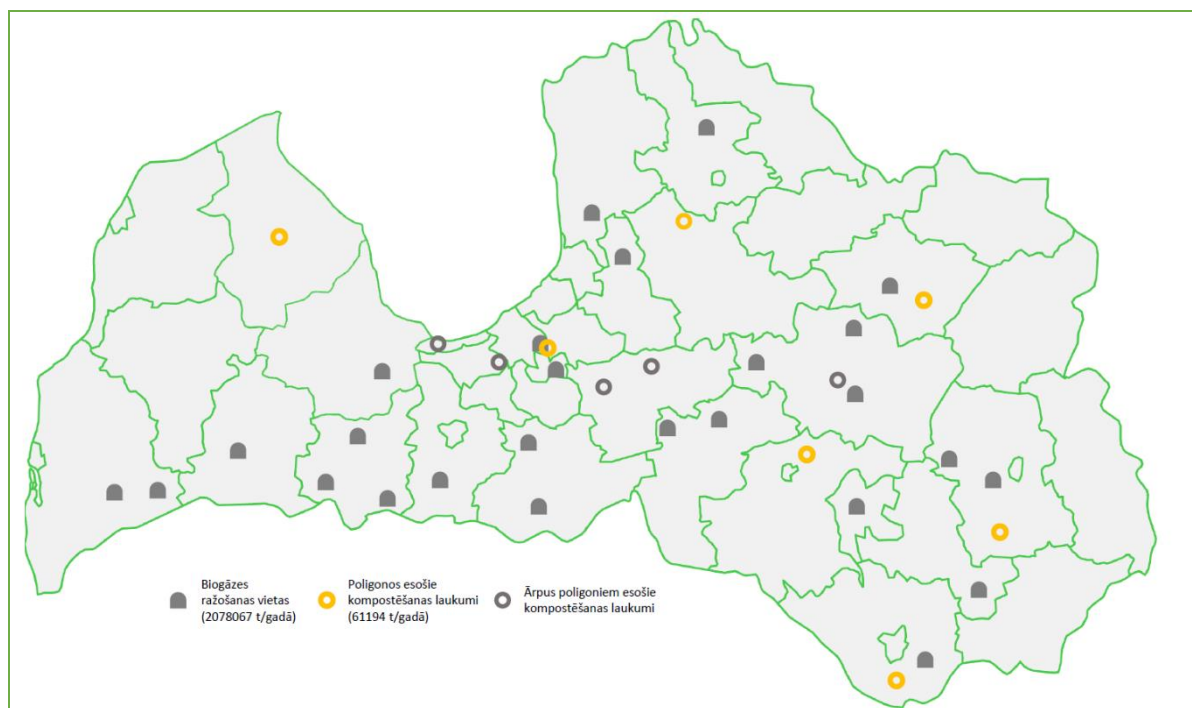 Biogāzes
ražošanas vietas
(2078067 t/gadā)
Poligonos esošie
kompostēšanas laukumi
(61194 t/gadā)
Ārpus poligoniem esošie
kompostēšanas laukumi